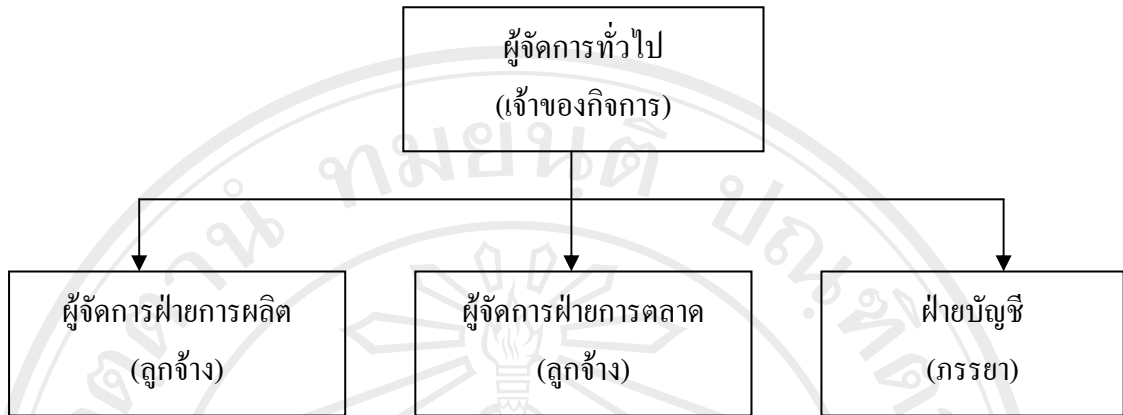 ผู้จัดการทั่วไป
(เจ้าของกิจการ)
ผู้จัดการฝ่ายการผลิต
(ลูกจ้าง)
ผู้จัดการฝ่ายการตลาด
(ลูกจ้าง)
ฝ่ายบัญชี
(ภรรยา)